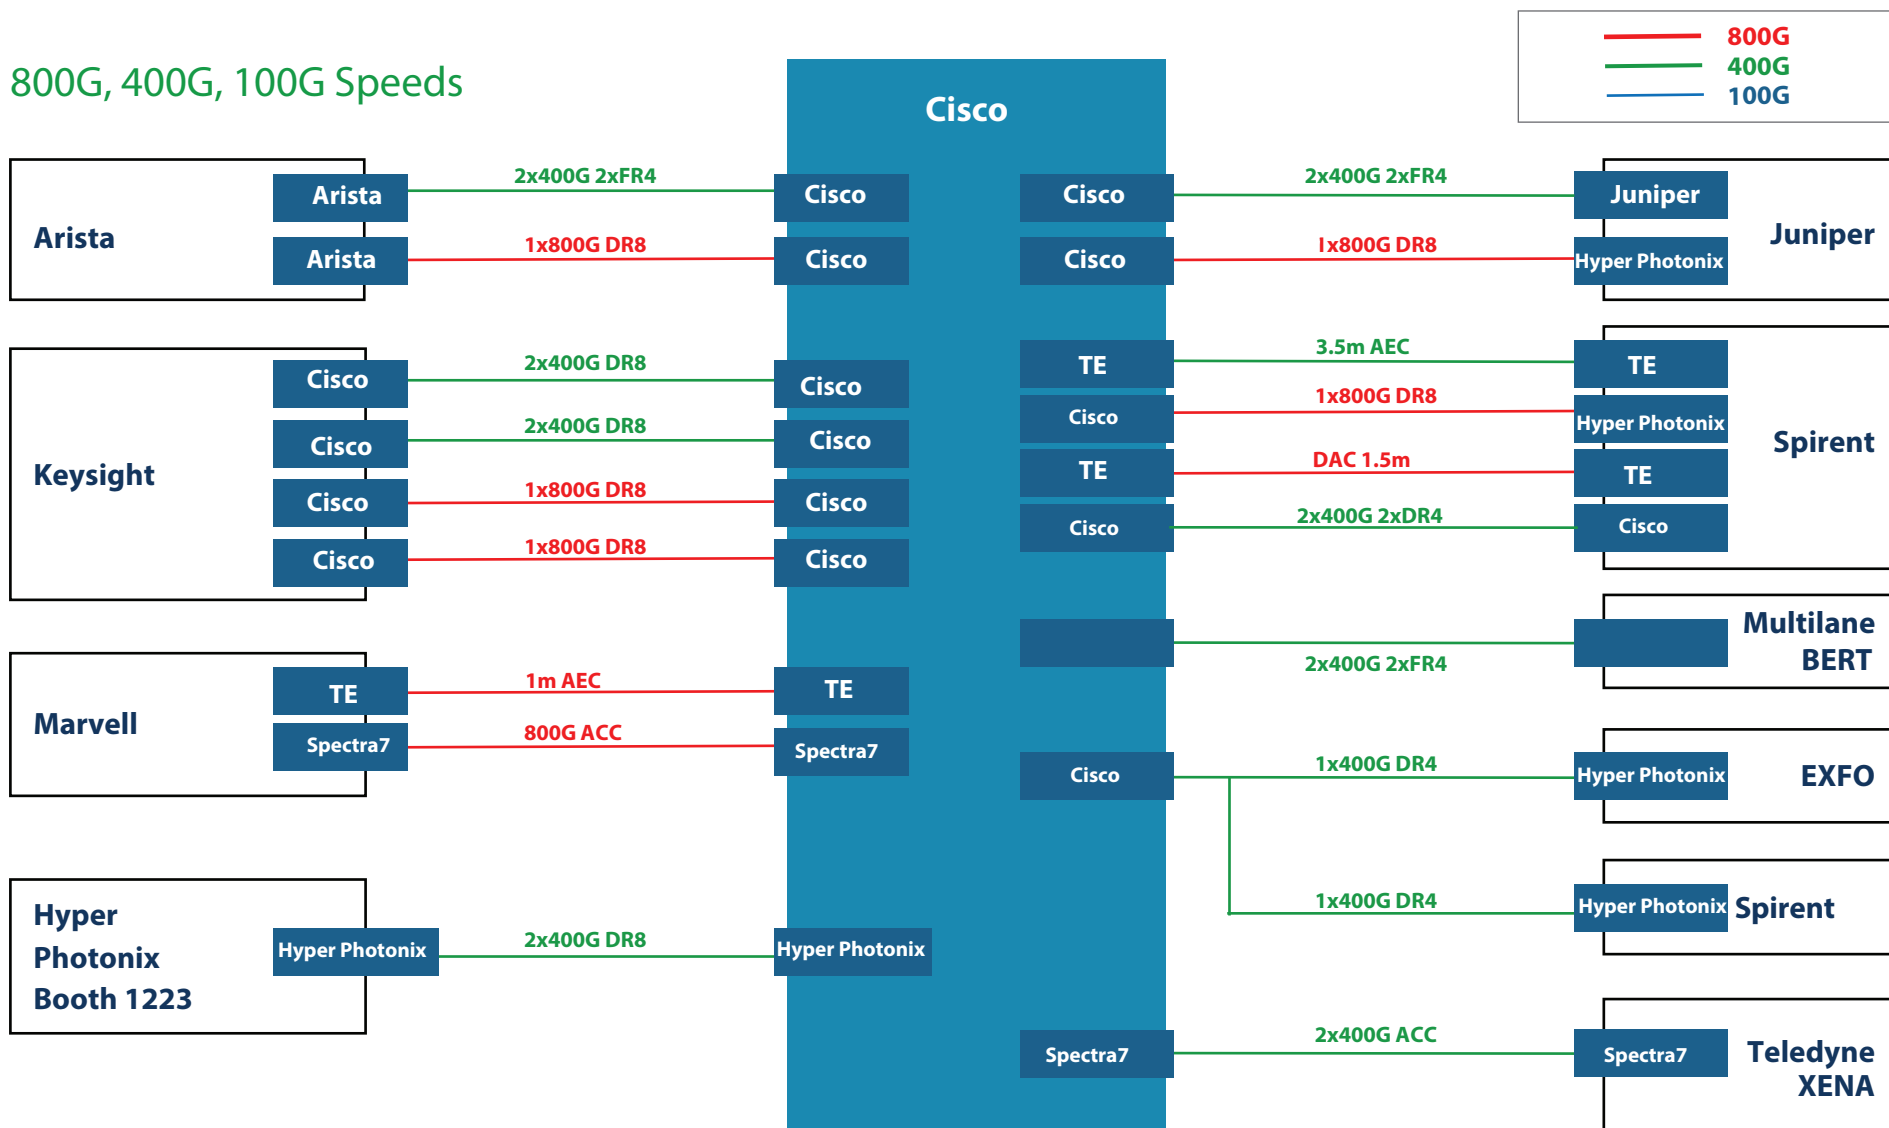 800G, 400G, 100G Speeds
Cisco
800G
400G
100G
Arista
Arista
2x400G 2xFR4
Cisco
Arista
1x800G DR8
Cisco
Keysight
Cisco
2x400G DR8
Cisco
Cisco
2x400G DR8
Cisco
Cisco
1x800G DR8
Cisco
Cisco
1x800G DR8
Cisco
Marvell
TE
1m AEC
TE
Spectra7
800G ACC
Spectra7
Hyper
Photonix
Booth 1223
Hyper Photonix
2x400G DR8
Hyper Photonix
Cisco
2x400G 2xFR4
Juniper
Cisco
1x800G DR8
Hyper Photonix
Juniper
TE
3.5m AEC
TE
Cisco
1x800G DR8
Hyper Photonix
TE
DAC 1.5m
TE
Cisco
2x400G 2xDR4
Cisco
Spirent
2x400G 2xFR4
Multilane
BERT
Cisco
1x400G DR4
Hyper Photonix
EXFO
1x400G DR4
Hyper Photonix
Spirent
Spectra7
2x400G ACC
Spectra7
Teledyne
XENA